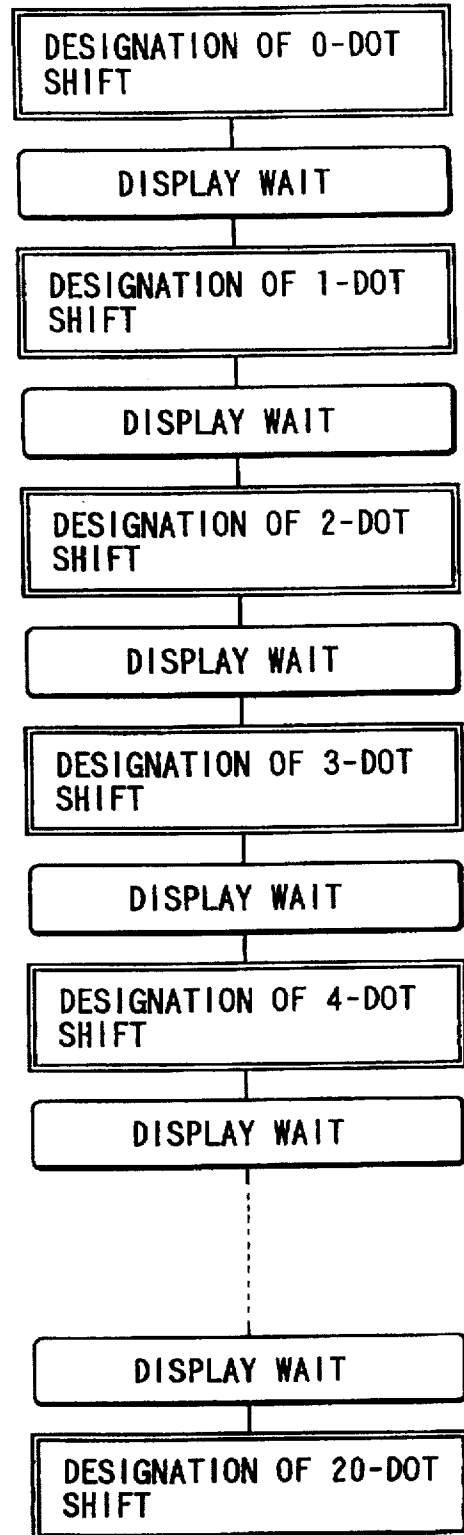 DESIGNATION OF 0-DOT
SHIFT
DISPLAY WAIT
DESIGNATION OF 1-DOT
SHIFT
DISPLAY WAIT
DESIGNATION OF 2-DOT
SHIFT
DISPLAY WAIT
DESIGNATION OF 3-DOT
SHIFT
DISPLAY WAIT
DESIGNATION OF 4-DOT
SHIFT
DISPLAY WAIT
DISPLAY WAIT
DESIGNATION OF 20-DOT
SHIFT